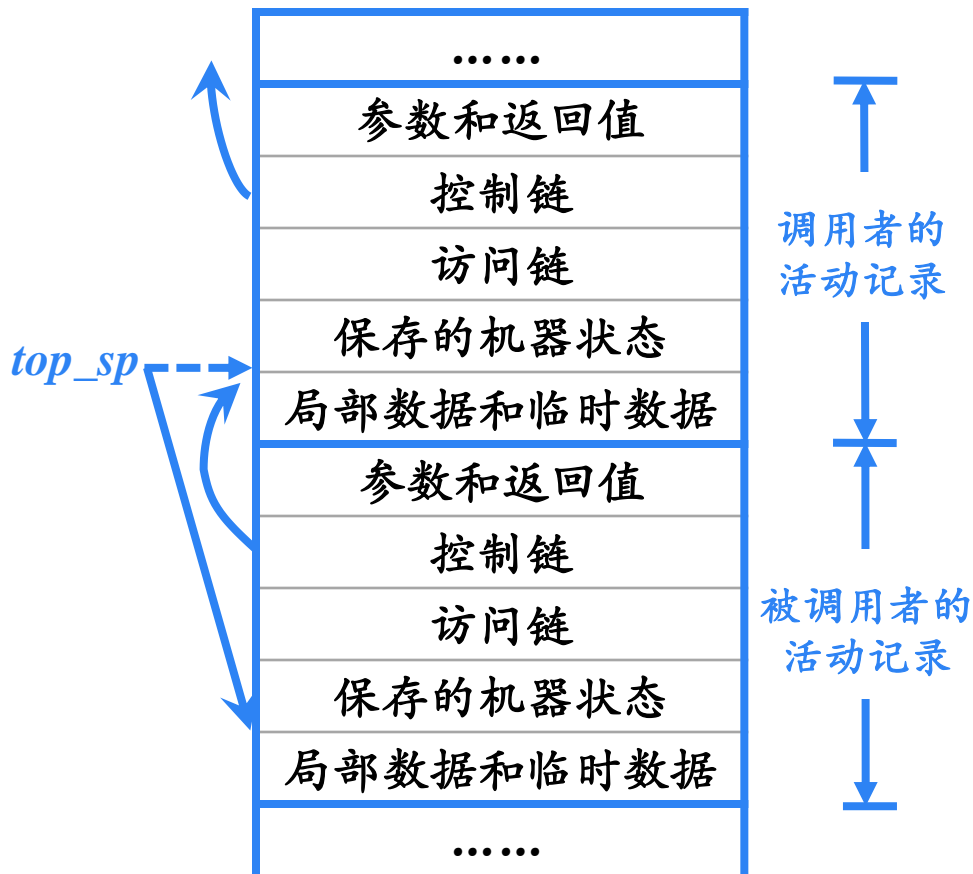 ……
参数和返回值
控制链
访问链
保存的机器状态
局部数据和临时数据
参数和返回值
控制链
访问链
保存的机器状态
局部数据和临时数据
……
top_sp
调用者的
活动记录
被调用者的
活动记录